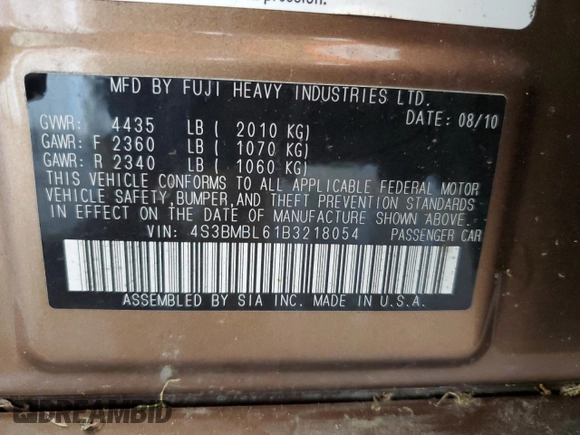 MFD BY FUJI HEAVY INDUSTRIES LTD.
DATE: 08/10
GVWR: 4435 LB ( 2010 KG)
GAWR: F 2360 LB ( 1070 KG)
GAWR: R 2340 LB ( 1060 KG)
THIS VEHICLE CONFORMS TO ALL APPLICABLE FEDERAL MOTOR
VEHICLE SAFETY, BUMPER, AND THEFT PREVENTION STANDARDS
IN EFFECT ON THE DATE OF MANUFACTURE SHOWN ABOVE.
VIN: 4S3BMBL61B3218054 PASSENGER CAR
ASSEMBLED BY SIA INC. MADE IN U.S.A.
DREAMBID